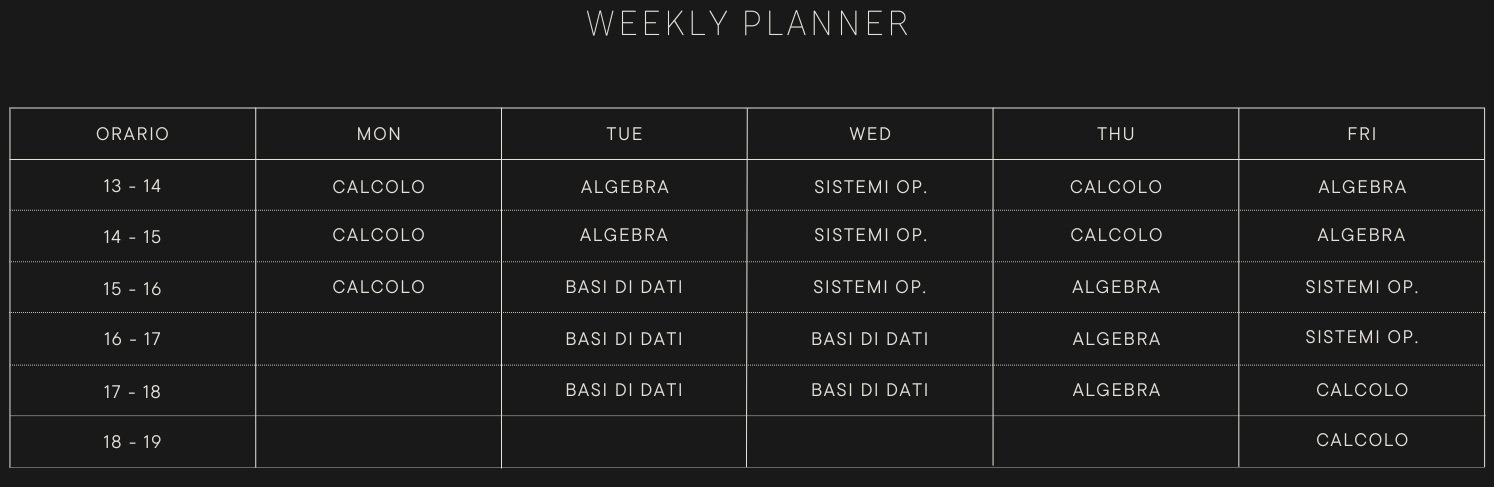 WEEKLY PLANNER
ORARIO MON TUE WED THU FRI
13 - 14 CALCOLO ALGEBRA SISTEMI OP. CALCOLO ALGEBRA
14 - 15 CALCOLO ALGEBRA SISTEMI OP. CALCOLO ALGEBRA
15 - 16 CALCOLO BASI DI DATI SISTEMI OP. ALGEBRA SISTEMI OP.
16 - 17 BASI DI DATI BASI DI DATI ALGEBRA SISTEMI OP.
17 - 18 BASI DI DATI BASI DI DATI ALGEBRA CALCOLO
18 - 19 CALCOLO